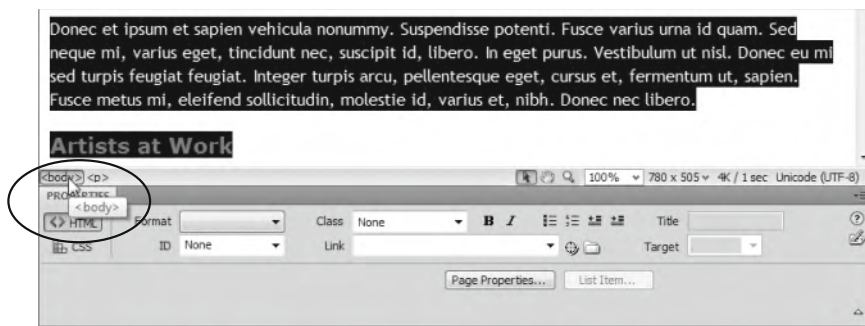 Donec et ipsum et sapien vehicula nonummy. Suspendisse potenti. Fusce varius urna id quam. Sed
neque mi, varius eget, tincidunt nec, suscipit id, libero. In eget purus. Vestibulum ut nisl. Donec eu mi
sed turpis feugiat feugiat. Integer turpis arcu, pellentesque eget, cursus et, fermentum ut, sapien.
Fusce metus mi, eleifend sollicitudin, molestie id, varius et, nibh. Donec nec libero.
Artists at Work
<body> <p> 100% 780 x 505 4K / 1 sec Unicode (UTF-8)
PROPERTIES
<body>
<> HTML Format Class None B I Title
CSS ID None Link Target
Page Properties... List Item...